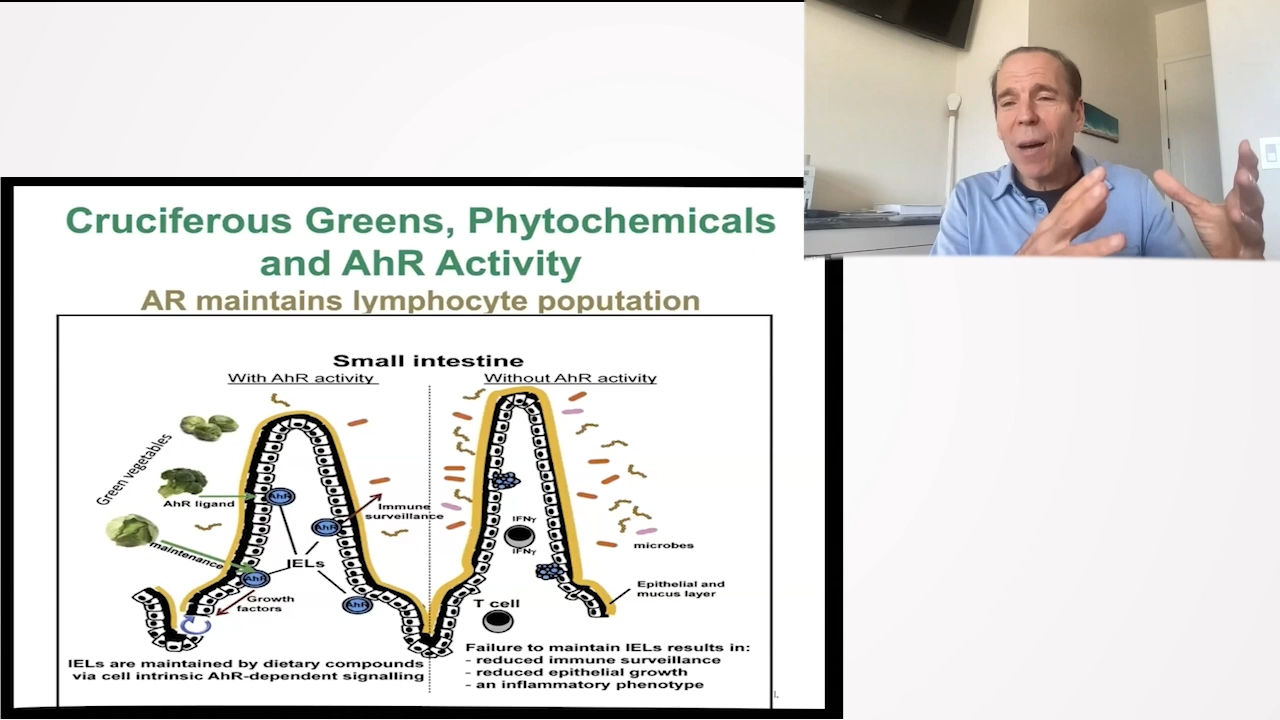 Cruciferous Greens, Phytochemicals
and AhR Activity
AR maintains lymphocyte poputation
Small intestine
With AhR activity
Without AhR activity
Green vegetables
AhR ligand
AhR
Immune
surveillance
AhR
maintenance
IELs
AhR
Growth
factors
AhR
IFNγ
IFNγ
microbes
Epithelial and
mucus layer
T cell
IELs are maintained by dietary compounds
via cell intrinsic AhR-dependent signalling
Failure to maintain IELs results in:
- reduced immune surveillance
- reduced epithelial growth
- an inflammatory phenotype